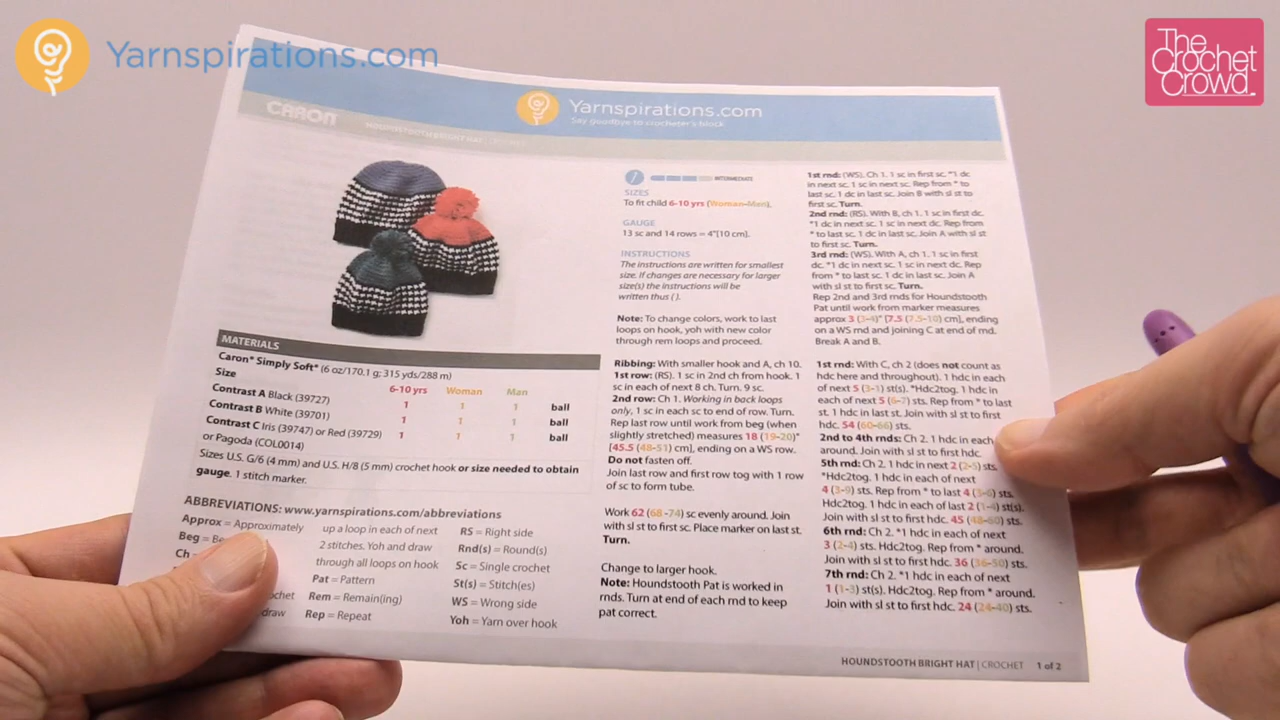 Yarnspirations.com
The
Crochet
Crowd
Yarnspirations.com
Say goodbye to crocheter's block
CARON
HOUNDSTOOTH BRIGHT HAT
MATERIALS
Caron® Simply Soft® (6 oz/170.1 g; 315 yds/288 m)
Size 6-10 yrs Woman Man
Contrast A Black (39727) 1 1 1 ball
Contrast B White (39701) 1 1 1 ball
Contrast C Iris (39747) or Red (39729) 1 1 1 ball
or Pagoda (COL0014)
Sizes U.S. G/6 (4 mm) and U.S. H/8 (5 mm) crochet hook or size needed to obtain
gauge. 1 stitch marker.
ABBREVIATIONS: www.yarnspirations.com/abbreviations
Approx = Approximately
Beg =
Ch =
draw
up a loop in each of next
2 stitches. Yoh and draw
through all loops on hook
Pat = Pattern
Rem = Remain(ing)
Rep = Repeat
RS = Right side
Rnd(s) = Round(s)
Sc = Single crochet
St(s) = Stitch(es)
WS = Wrong side
Yoh = Yarn over hook
INTERMEDIATE
SIZES
To fit child 6-10 yrs (Woman-Man).
GAUGE
13 sc and 14 rows = 4"[10 cm].
INSTRUCTIONS
The instructions are written for smallest
size. If changes are necessary for larger
size(s) the instructions will be
written thus ( ).
Note: To change colors, work to last
loops on hook, yoh with new color
through rem loops and proceed.
Ribbing: With smaller hook and A, ch 10.
1st row: (RS). 1 sc in 2nd ch from hook. 1
sc in each of next 8 ch. Turn. 9 sc.
2nd row: Ch 1. Working in back loops
only, 1 sc in each sc to end of row. Turn.
Rep last row until work from beg (when
slightly stretched) measures 18 (19-20)"
[45.5 (48-51) cm], ending on a WS row.
Do not fasten off.
Join last row and first row tog with 1 row
of sc to form tube.
Work 62 (68-74) sc evenly around. Join
with sl st to first sc. Place marker on last st.
Turn.
Change to larger hook.
Note: Houndstooth Pat is worked in
rnds. Turn at end of each rnd to keep
pat correct.
1st rnd: (WS). Ch 1. 1 sc in first sc. *1 dc
in next sc. 1 sc in next sc. Rep from * to
last sc. 1 dc in last sc. Join B with sl st to
first sc. Turn.
2nd rnd: (RS). With B, ch 1. 1 sc in first dc.
*1 dc in next sc. 1 sc in next dc. Rep from
* to last sc. 1 dc in last sc. Join A with sl st
to first sc. Turn.
3rd rnd: (WS). With A, ch 1. 1 sc in first
dc. *1 dc in next sc. 1 sc in next dc. Rep
from * to last sc. 1 dc in last sc. Join A
with sl st to first sc. Turn.
Rep 2nd and 3rd rnds for Houndstooth
Pat until work from marker measures
approx 3 (3-4)" [7.5 (7.5-10) cm], ending
on a WS rnd and joining C at end of rnd.
Break A and B.
1st rnd: With C, ch 2 (does not count as
hdc here and throughout). 1 hdc in each
of next 5 (3-1) st(s). *Hdc2tog. 1 hdc in
each of next 5 (6-7) sts. Rep from * to last
st. 1 hdc in last st. Join with sl st to first
hdc. 54 (60-66) sts.
2nd to 4th rnds: Ch 2. 1 hdc in each
around. Join with sl st to first hdc.
5th rnd: Ch 2, 1 hdc in next 2 (2-5) sts.
*Hdc2tog. 1 hdc in each of next
4 (3-9) sts. Rep from * to last 4 (3-6) sts.
Hdc2tog. 1 hdc in each of last 2 (1-4) st(s).
Join with sl st to first hdc. 45 (48-60) sts.
6th rnd: Ch 2. *1 hdc in each of next
3 (2-4) sts. Hdc2tog. Rep from * around.
Join with sl st to first hdc. 36 (36-50) sts.
7th rnd: Ch 2. *1 hdc in each of next
1 (1-3) st(s). Hdc2tog. Rep from * around.
Join with sl st to first hdc. 24 (24-40) sts.
HOUNDSTOOTH BRIGHT HAT | CROCHET 1 of 2